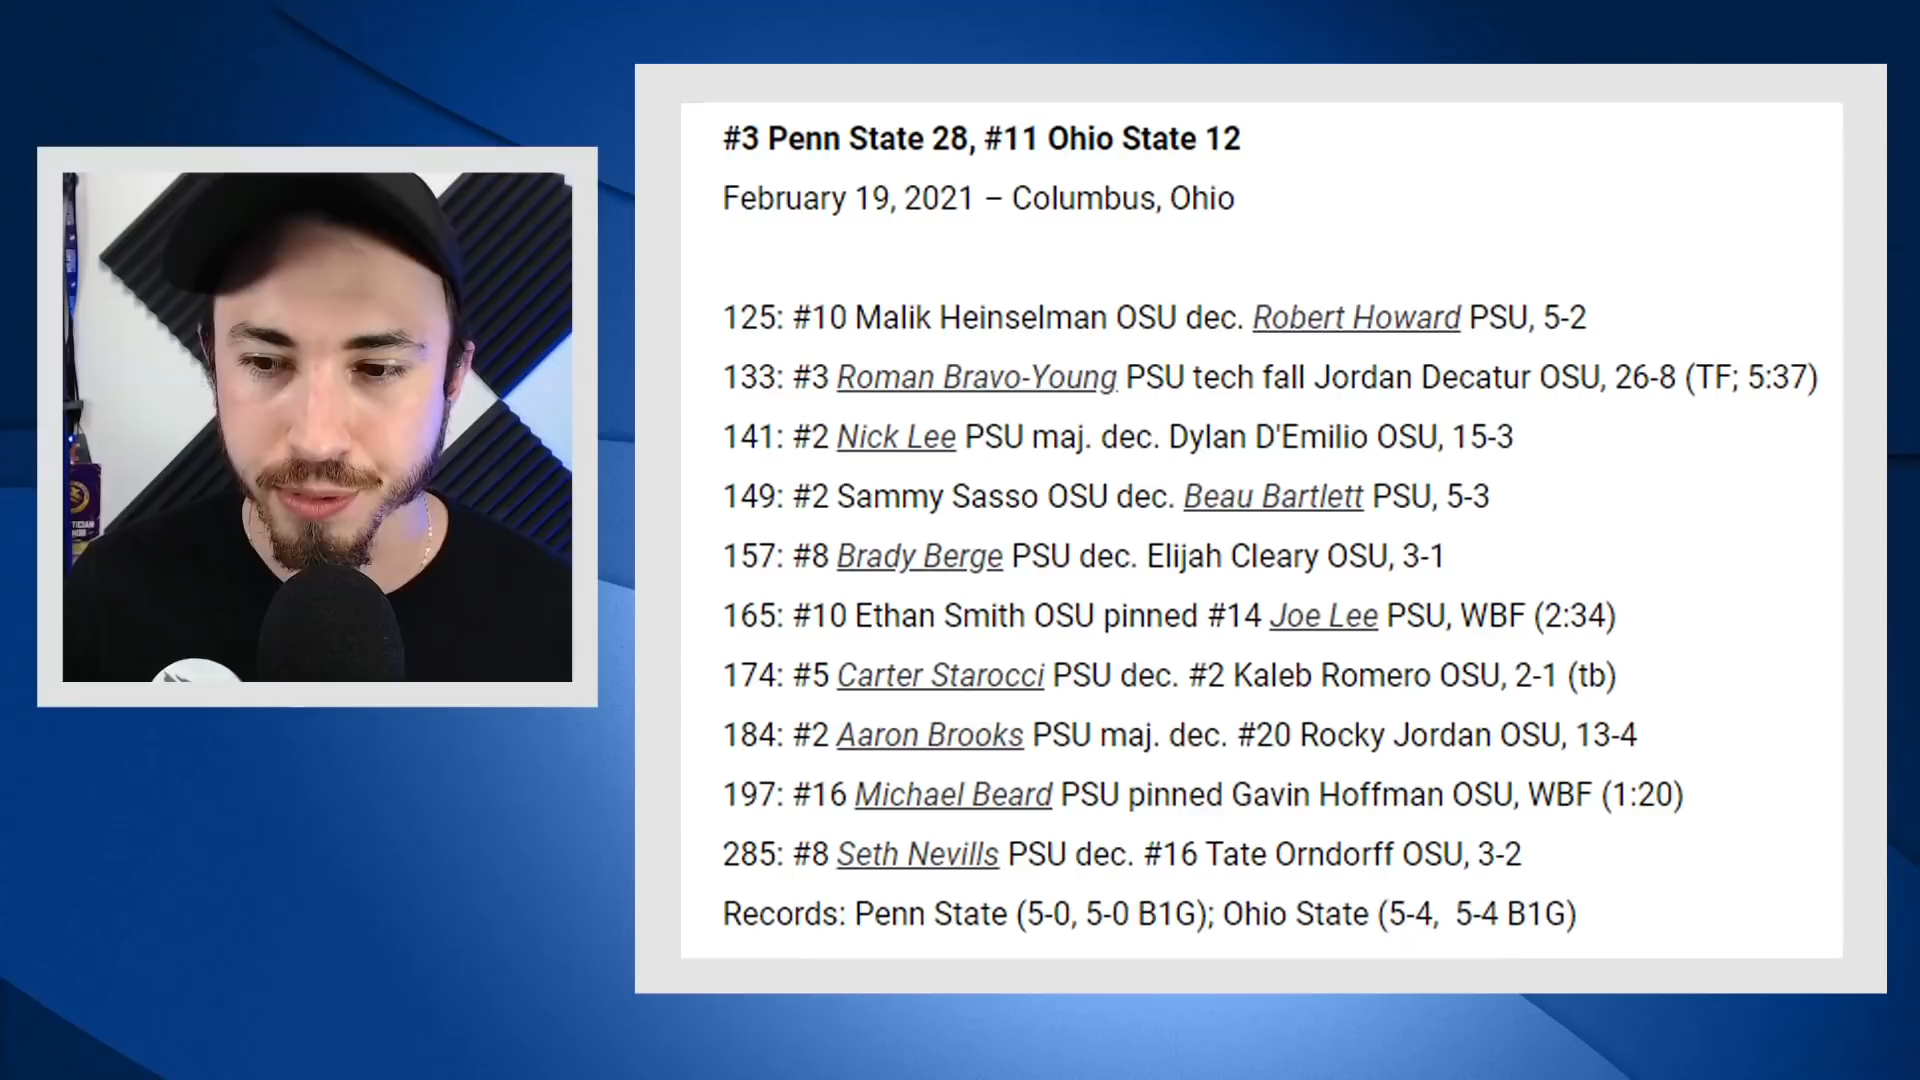 #3 Penn State 28, #11 Ohio State 12
February 19, 2021 – Columbus, Ohio
125: #10 Malik Heinselman OSU dec. Robert Howard PSU, 5-2
133: #3 Roman Bravo-Young PSU tech fall Jordan Decatur OSU, 26-8 (TF; 5:37)
141: #2 Nick Lee PSU maj. dec. Dylan D'Emilio OSU, 15-3
149: #2 Sammy Sasso OSU dec. Beau Bartlett PSU, 5-3
157: #8 Brady Berge PSU dec. Elijah Cleary OSU, 3-1
165: #10 Ethan Smith OSU pinned #14 Joe Lee PSU, WBF (2:34)
174: #5 Carter Starocci PSU dec. #2 Kaleb Romero OSU, 2-1 (tb)
184: #2 Aaron Brooks PSU maj. dec. #20 Rocky Jordan OSU, 13-4
197: #16 Michael Beard PSU pinned Gavin Hoffman OSU, WBF (1:20)
285: #8 Seth Nevills PSU dec. #16 Tate Orndorff OSU, 3-2
Records: Penn State (5-0, 5-0 B1G); Ohio State (5-4,  5-4 B1G)